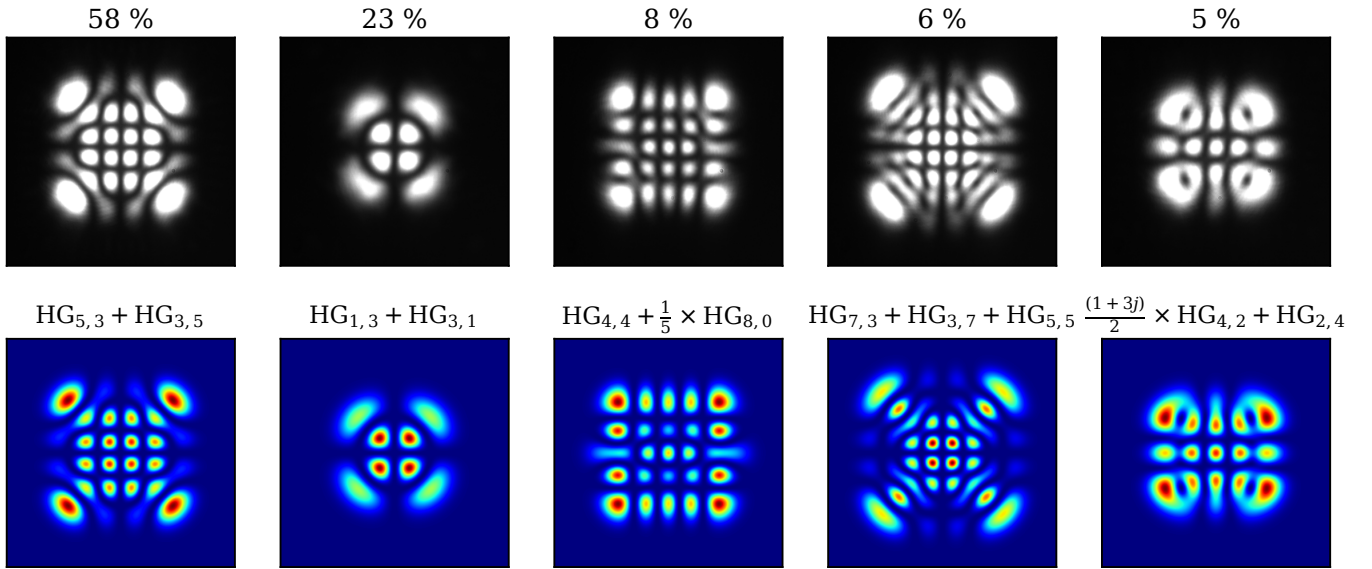 58 %
23 %
8 %
6 %
5 %
HG₅,₃ + HG₃,₅
HG₁,₃ + HG₃,₁
HG₄,₄ + 1/5 × HG₈,₀
HG₇,₃ + HG₃,₇ + HG₅,₅
(1 + 3j)/2 × HG₄,₂ + HG₂,₄